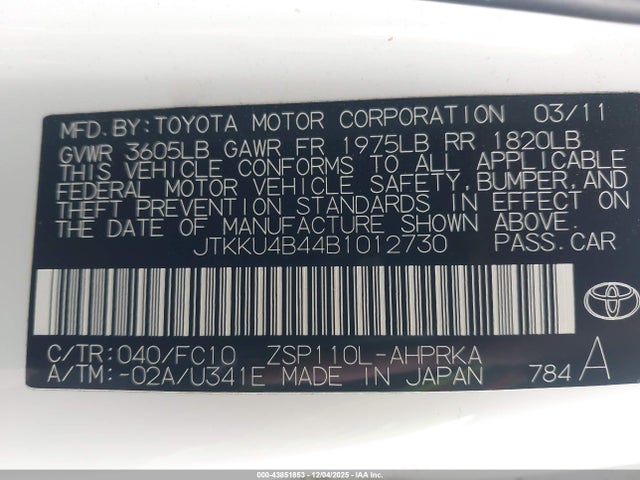 MFD. BY: TOYOTA MOTOR CORPORATION 03/11
GVWR 3605LB GAWR FR 1975LB RR 1820LB
THIS VEHICLE CONFORMS TO ALL APPLICABLE
FEDERAL MOTOR VEHICLE SAFETY, BUMPER, AND
THEFT PREVENTION STANDARDS IN EFFECT ON
THE DATE OF MANUFACTURE SHOWN ABOVE.
JTKKU4B44B1012730 PASS. CAR
C/TR: 040/FC10 ZSP110L-AHPRKA
A/TM: -02A/U341E MADE IN JAPAN 784 A
000-43851853 - 12/04/2025 - IAA Inc.